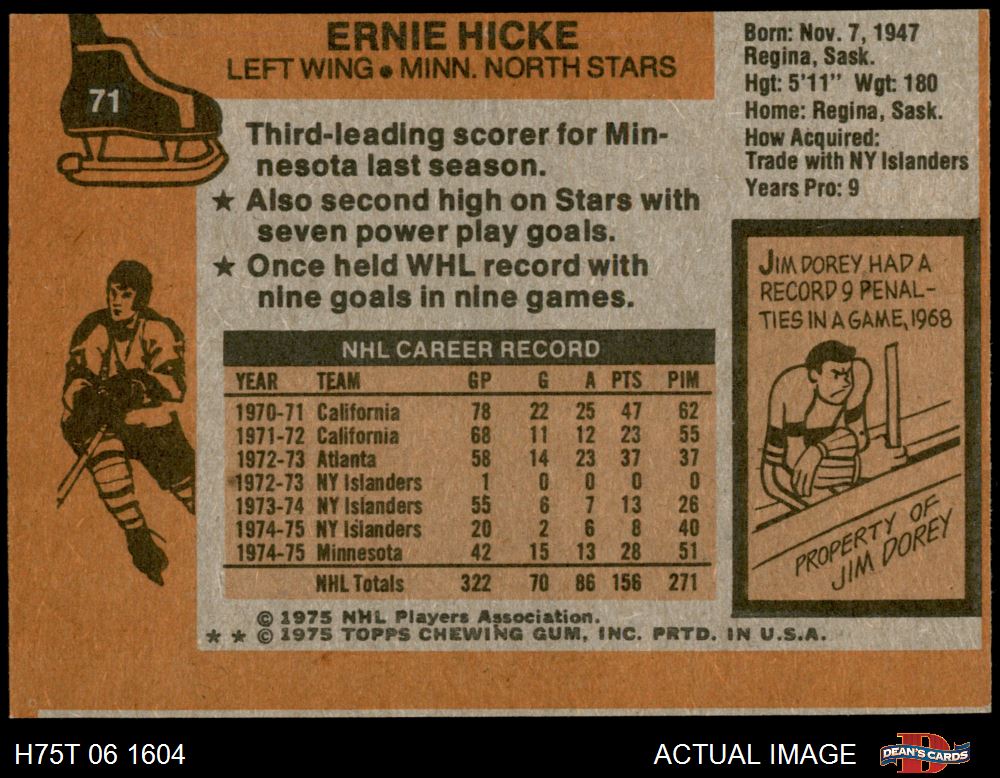 71
ERNIE HICKE
LEFT WING • MINN. NORTH STARS
Third-leading scorer for Min-
nesota last season.
★ Also second high on Stars with
seven power play goals.
★ Once held WHL record with
nine goals in nine games.
Born: Nov. 7, 1947
Regina, Sask.
Hgt: 5'11" Wgt: 180
Home: Regina, Sask.
How Acquired:
Trade with NY Islanders
Years Pro: 9
NHL CAREER RECORD
YEAR TEAM GP G A PTS PIM
1970-71 California 78 22 25 47 62
1971-72 California 68 11 12 23 55
1972-73 Atlanta 58 14 23 37 37
1972-73 NY Islanders 1 0 0 0 0
1973-74 NY Islanders 55 6 7 13 26
1974-75 NY Islanders 20 2 6 8 40
1974-75 Minnesota 42 15 13 28 51
NHL Totals 322 70 86 156 271
JIM DOREY HAD A
RECORD 9 PENAL-
TIES IN A GAME, 1968
PROPERTY OF
JIM DOREY
© 1975 NHL Players Association.
★ ★ © 1975 TOPPS CHEWING GUM, INC. PRTD. IN U.S.A.
H75T 06 1604
ACTUAL IMAGE
D
DEAN'S CARDS